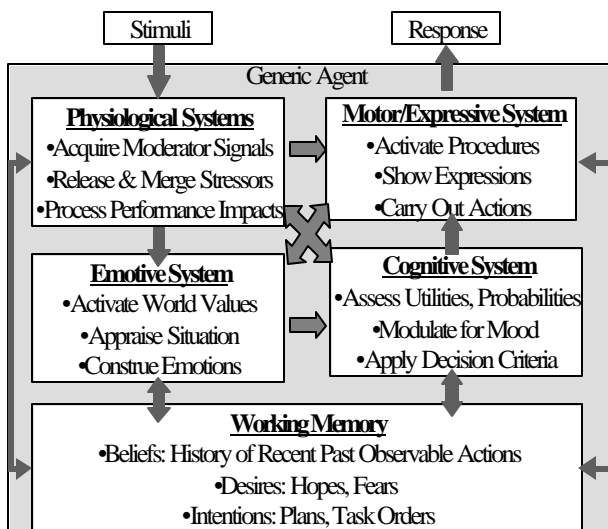 Stimuli
Response
Generic Agent
Physiological Systems
•Acquire Moderator Signals
•Release & Merge Stressors
•Process Performance Impacts
Motor/Expressive System
•Activate Procedures
•Show Expressions
•Carry Out Actions
Emotive System
•Activate World Values
•Appraise Situation
•Construe Emotions
Cognitive System
•Assess Utilities, Probabilities
•Modulate for Mood
•Apply Decision Criteria
Working Memory
•Beliefs: History of Recent Past Observable Actions
•Desires: Hopes, Fears
•Intentions: Plans, Task Orders